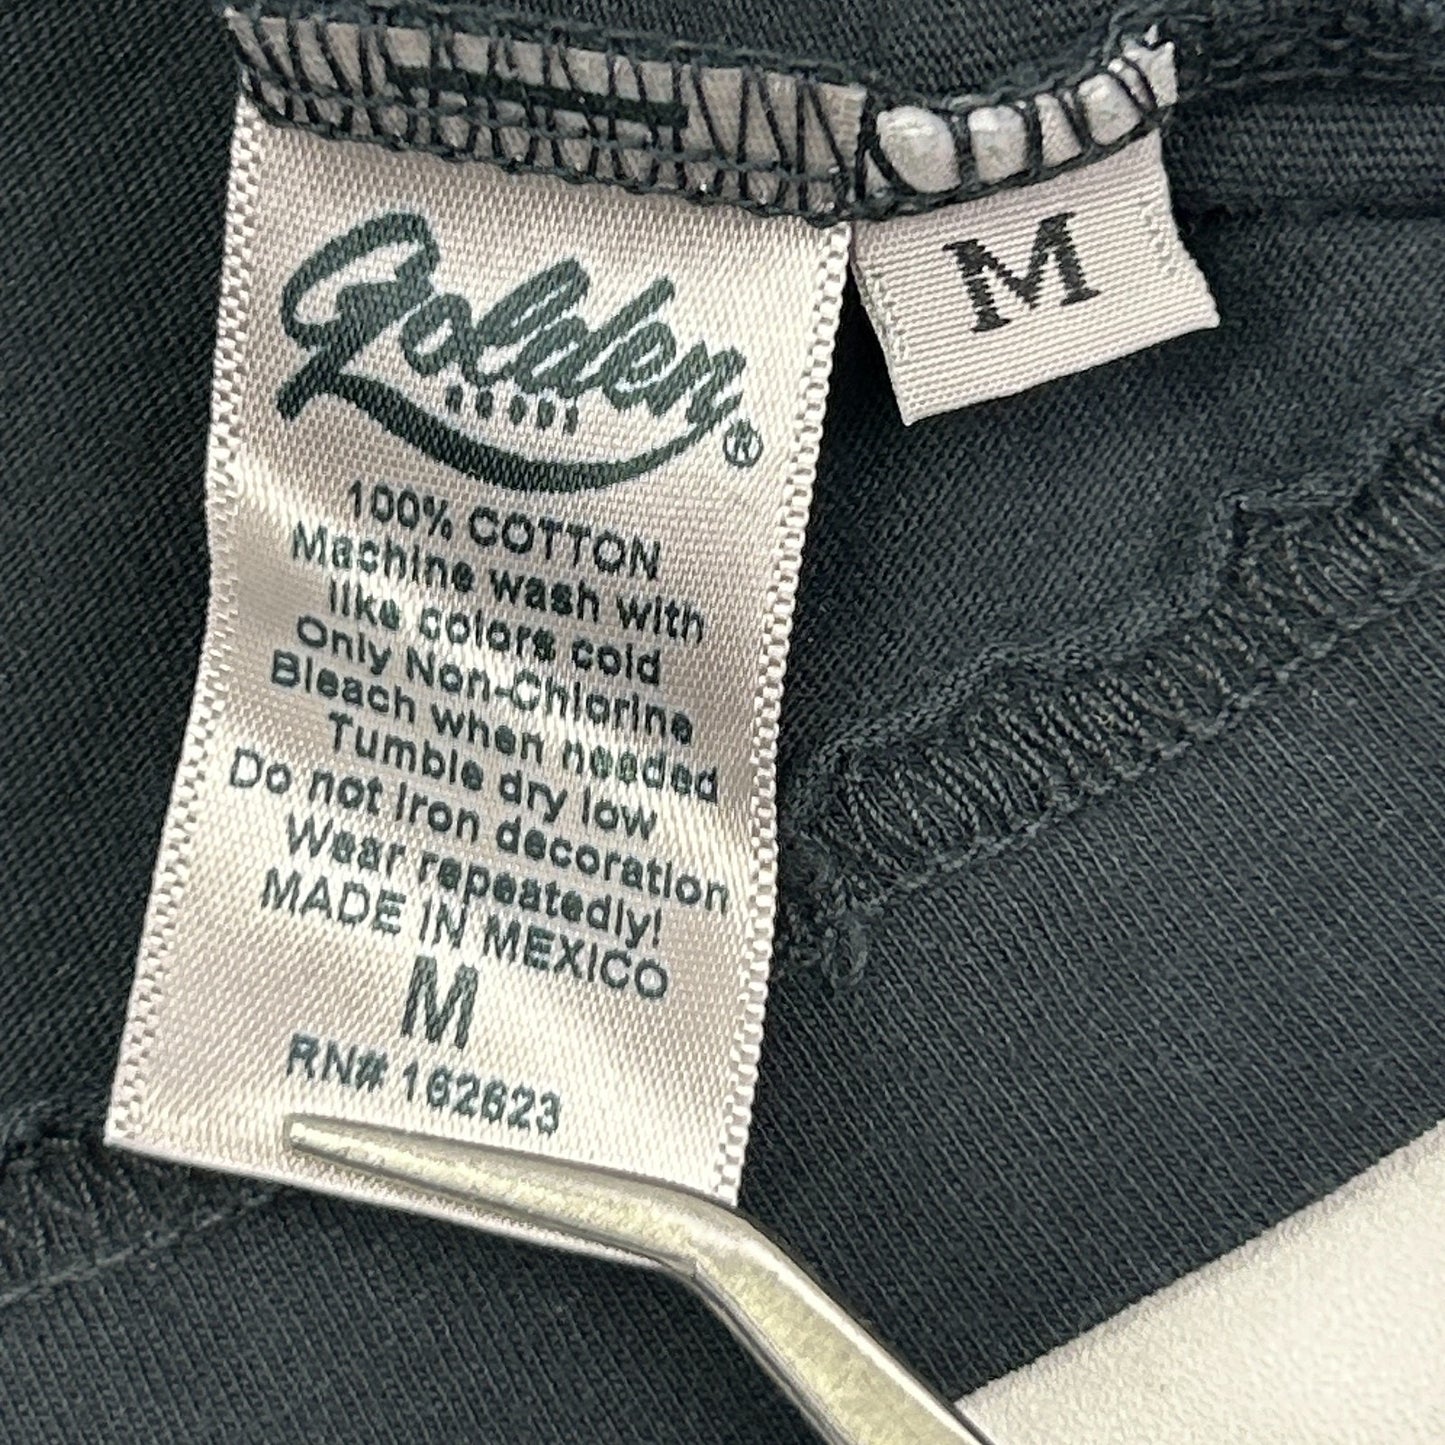 Golden
®
M
100% COTTON
Machine wash with
like colors cold
Only Non-Chlorine
Bleach when needed
Tumble dry low
Do not iron decoration
Wear repeatedly!
MADE IN MEXICO
M
RN# 162623